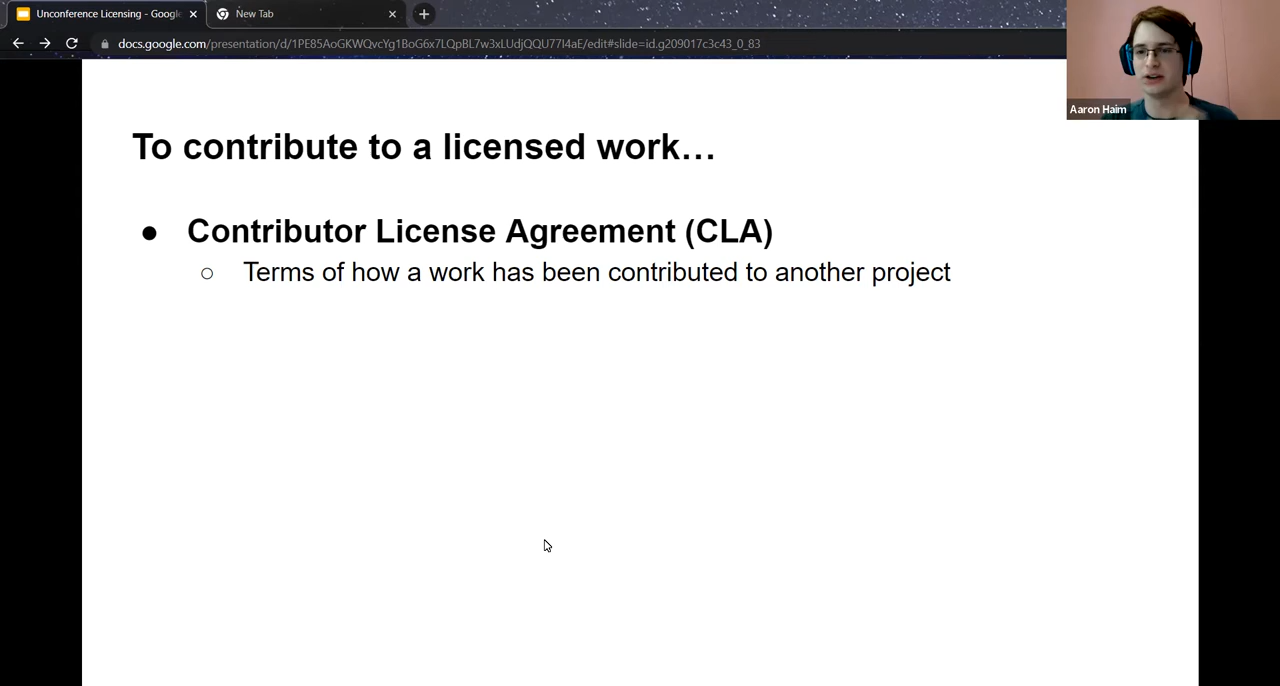 Unconference Licensing - Googl
New Tab
docs.google.com/presentation/d/1PE85AoGKWQvcYg1BoG6x7LQpBL7w3xLUdjQQU77I4aE/edit#slide=id.g209017c3c43_0_83
Aaron Haim
To contribute to a licensed work…
● Contributor License Agreement (CLA)
○ Terms of how a work has been contributed to another project